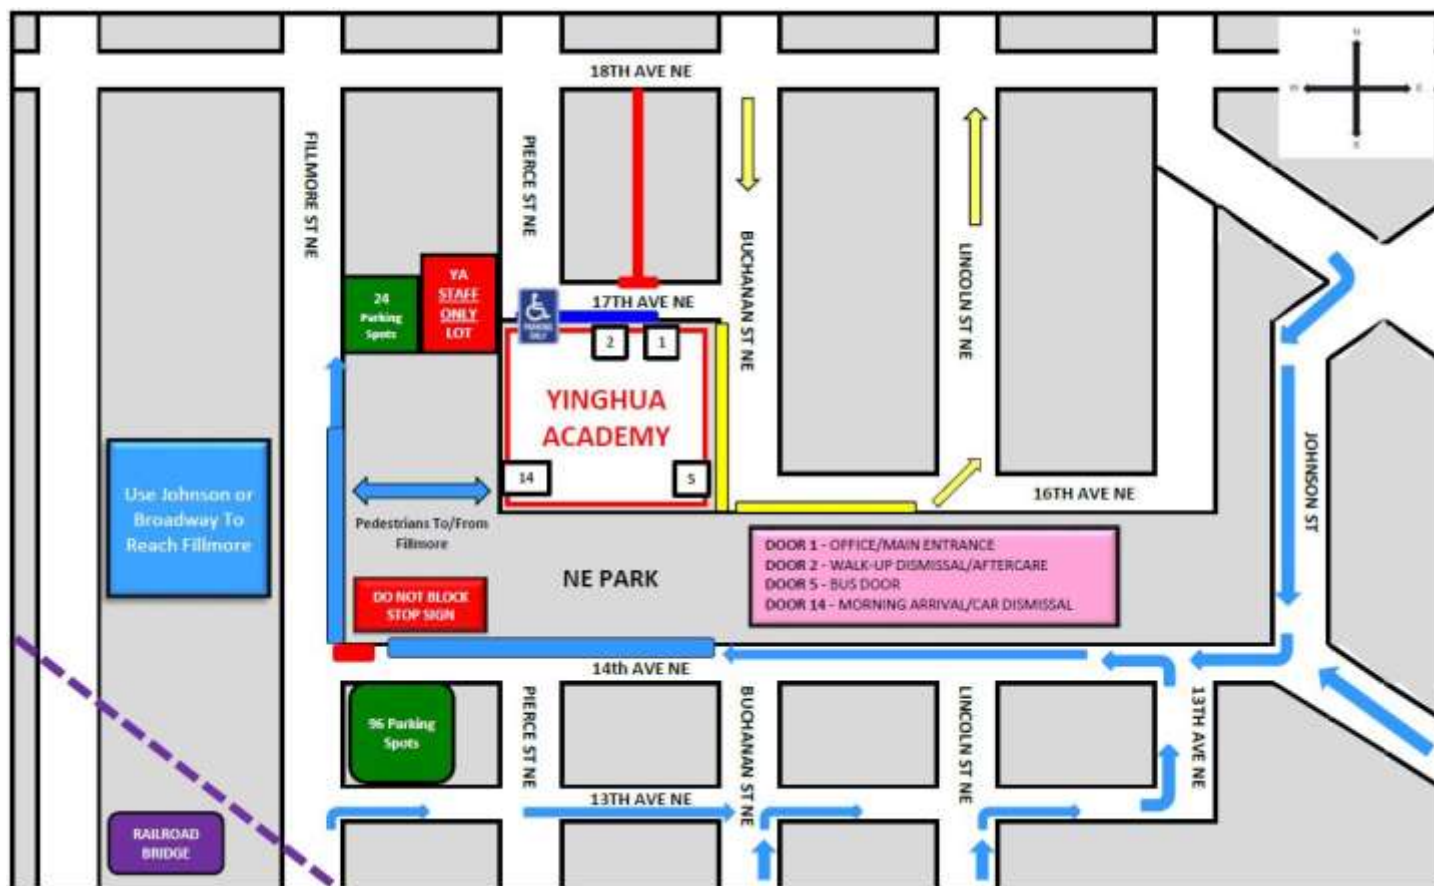 18TH AVE NE
FILLMORE ST NE
PIERCE ST NE
BUCHANAN ST NE
LINCOLN ST NE
24
Parking
Spots
YA
STAFF
ONLY
LOT
PARKING
ONLY
17TH AVE NE
2
1
YINGHUA
ACADEMY
14
5
16TH AVE NE
JOHNSON ST
Use Johnson or
Broadway To
Reach Fillmore
Pedestrians To/From
Fillmore
NE PARK
DOOR 1 - OFFICE/MAIN ENTRANCE
DOOR 2 - WALK-UP DISMISSAL/AFTERCARE
DOOR 5 - BUS DOOR
DOOR 14 - MORNING ARRIVAL/CAR DISMISSAL
DO NOT BLOCK
STOP SIGN
14th AVE NE
96 Parking
Spots
PIERCE ST NE
BUCHANAN ST NE
LINCOLN ST NE
13TH AVE NE
13TH AVE NE
RAILROAD
BRIDGE